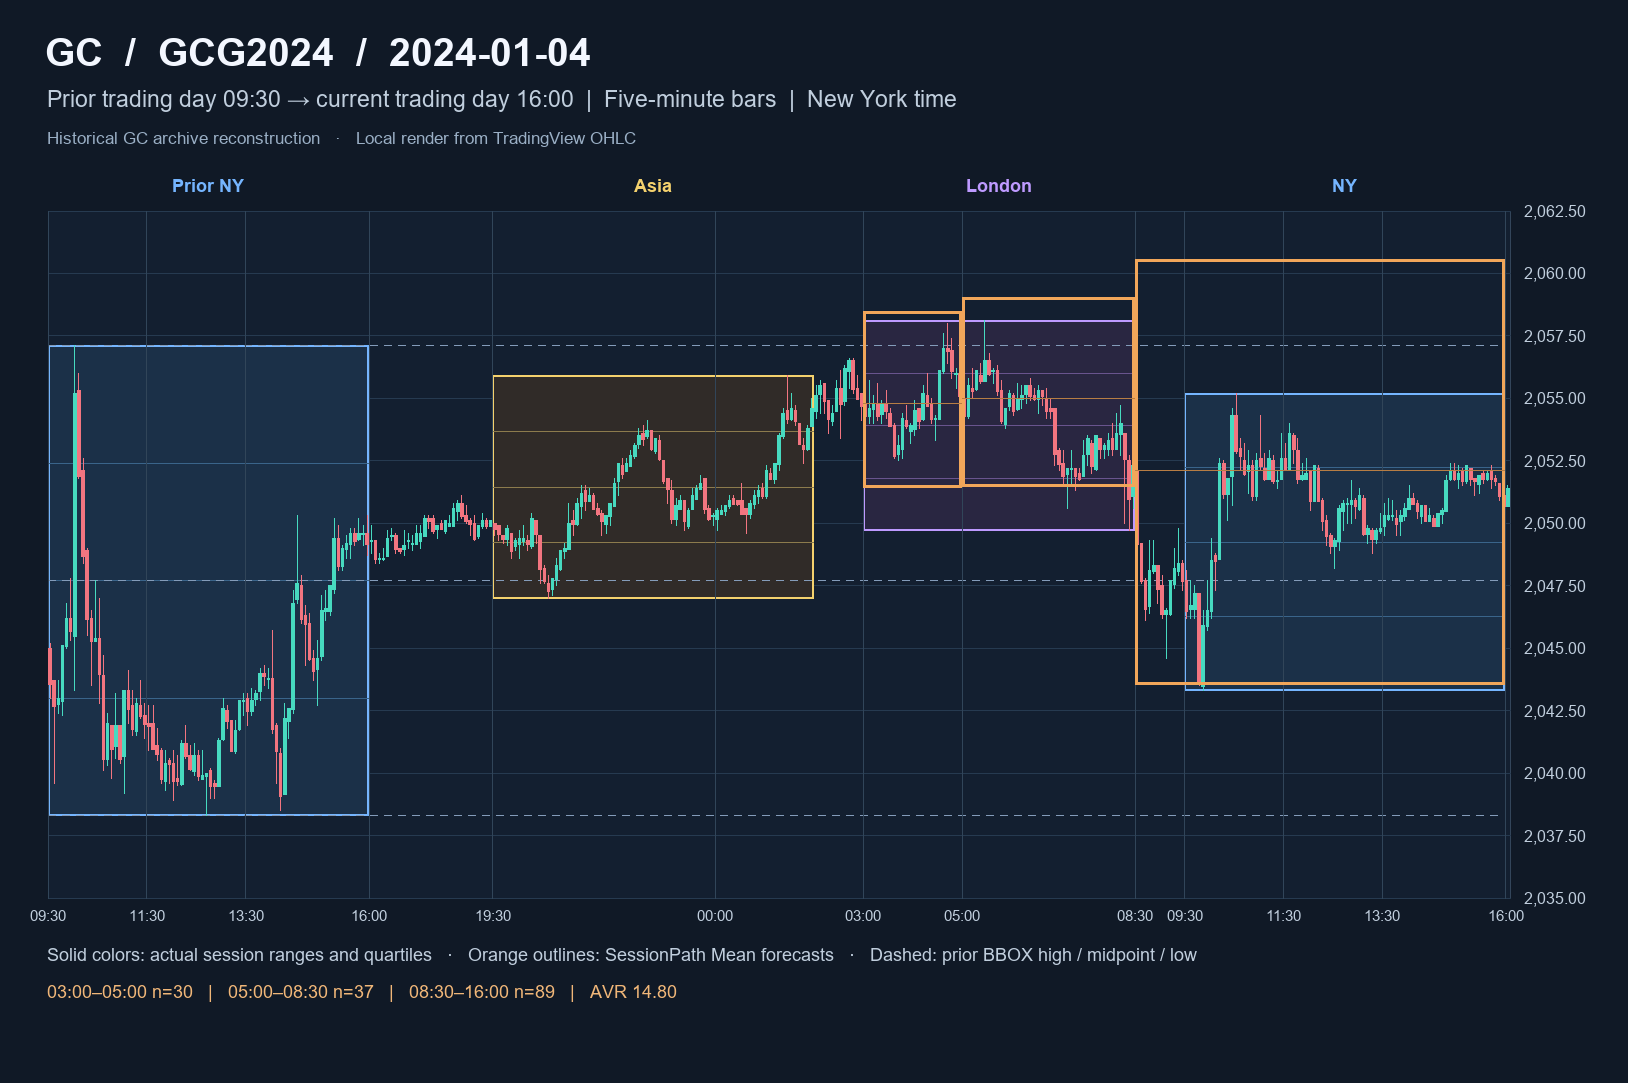 GC / GCG2024 / 2024-01-04
Prior trading day 09:30 → current trading day 16:00 | Five-minute bars | New York time
Historical GC archive reconstruction · Local render from TradingView OHLC
Prior NY Asia London NY
2,062.50
2,060.00
2,057.50
2,055.00
2,052.50
2,050.00
2,047.50
2,045.00
2,042.50
2,040.00
2,037.50
2,035.00
09:30 11:30 13:30 16:00 19:30 00:00 03:00 05:00 08:30 09:30 11:30 13:30 16:00
Solid colors: actual session ranges and quartiles · Orange outlines: SessionPath Mean forecasts · Dashed: prior BBOX high / midpoint / low
03:00–05:00 n=30 | 05:00–08:30 n=37 | 08:30–16:00 n=89 | AVR 14.80